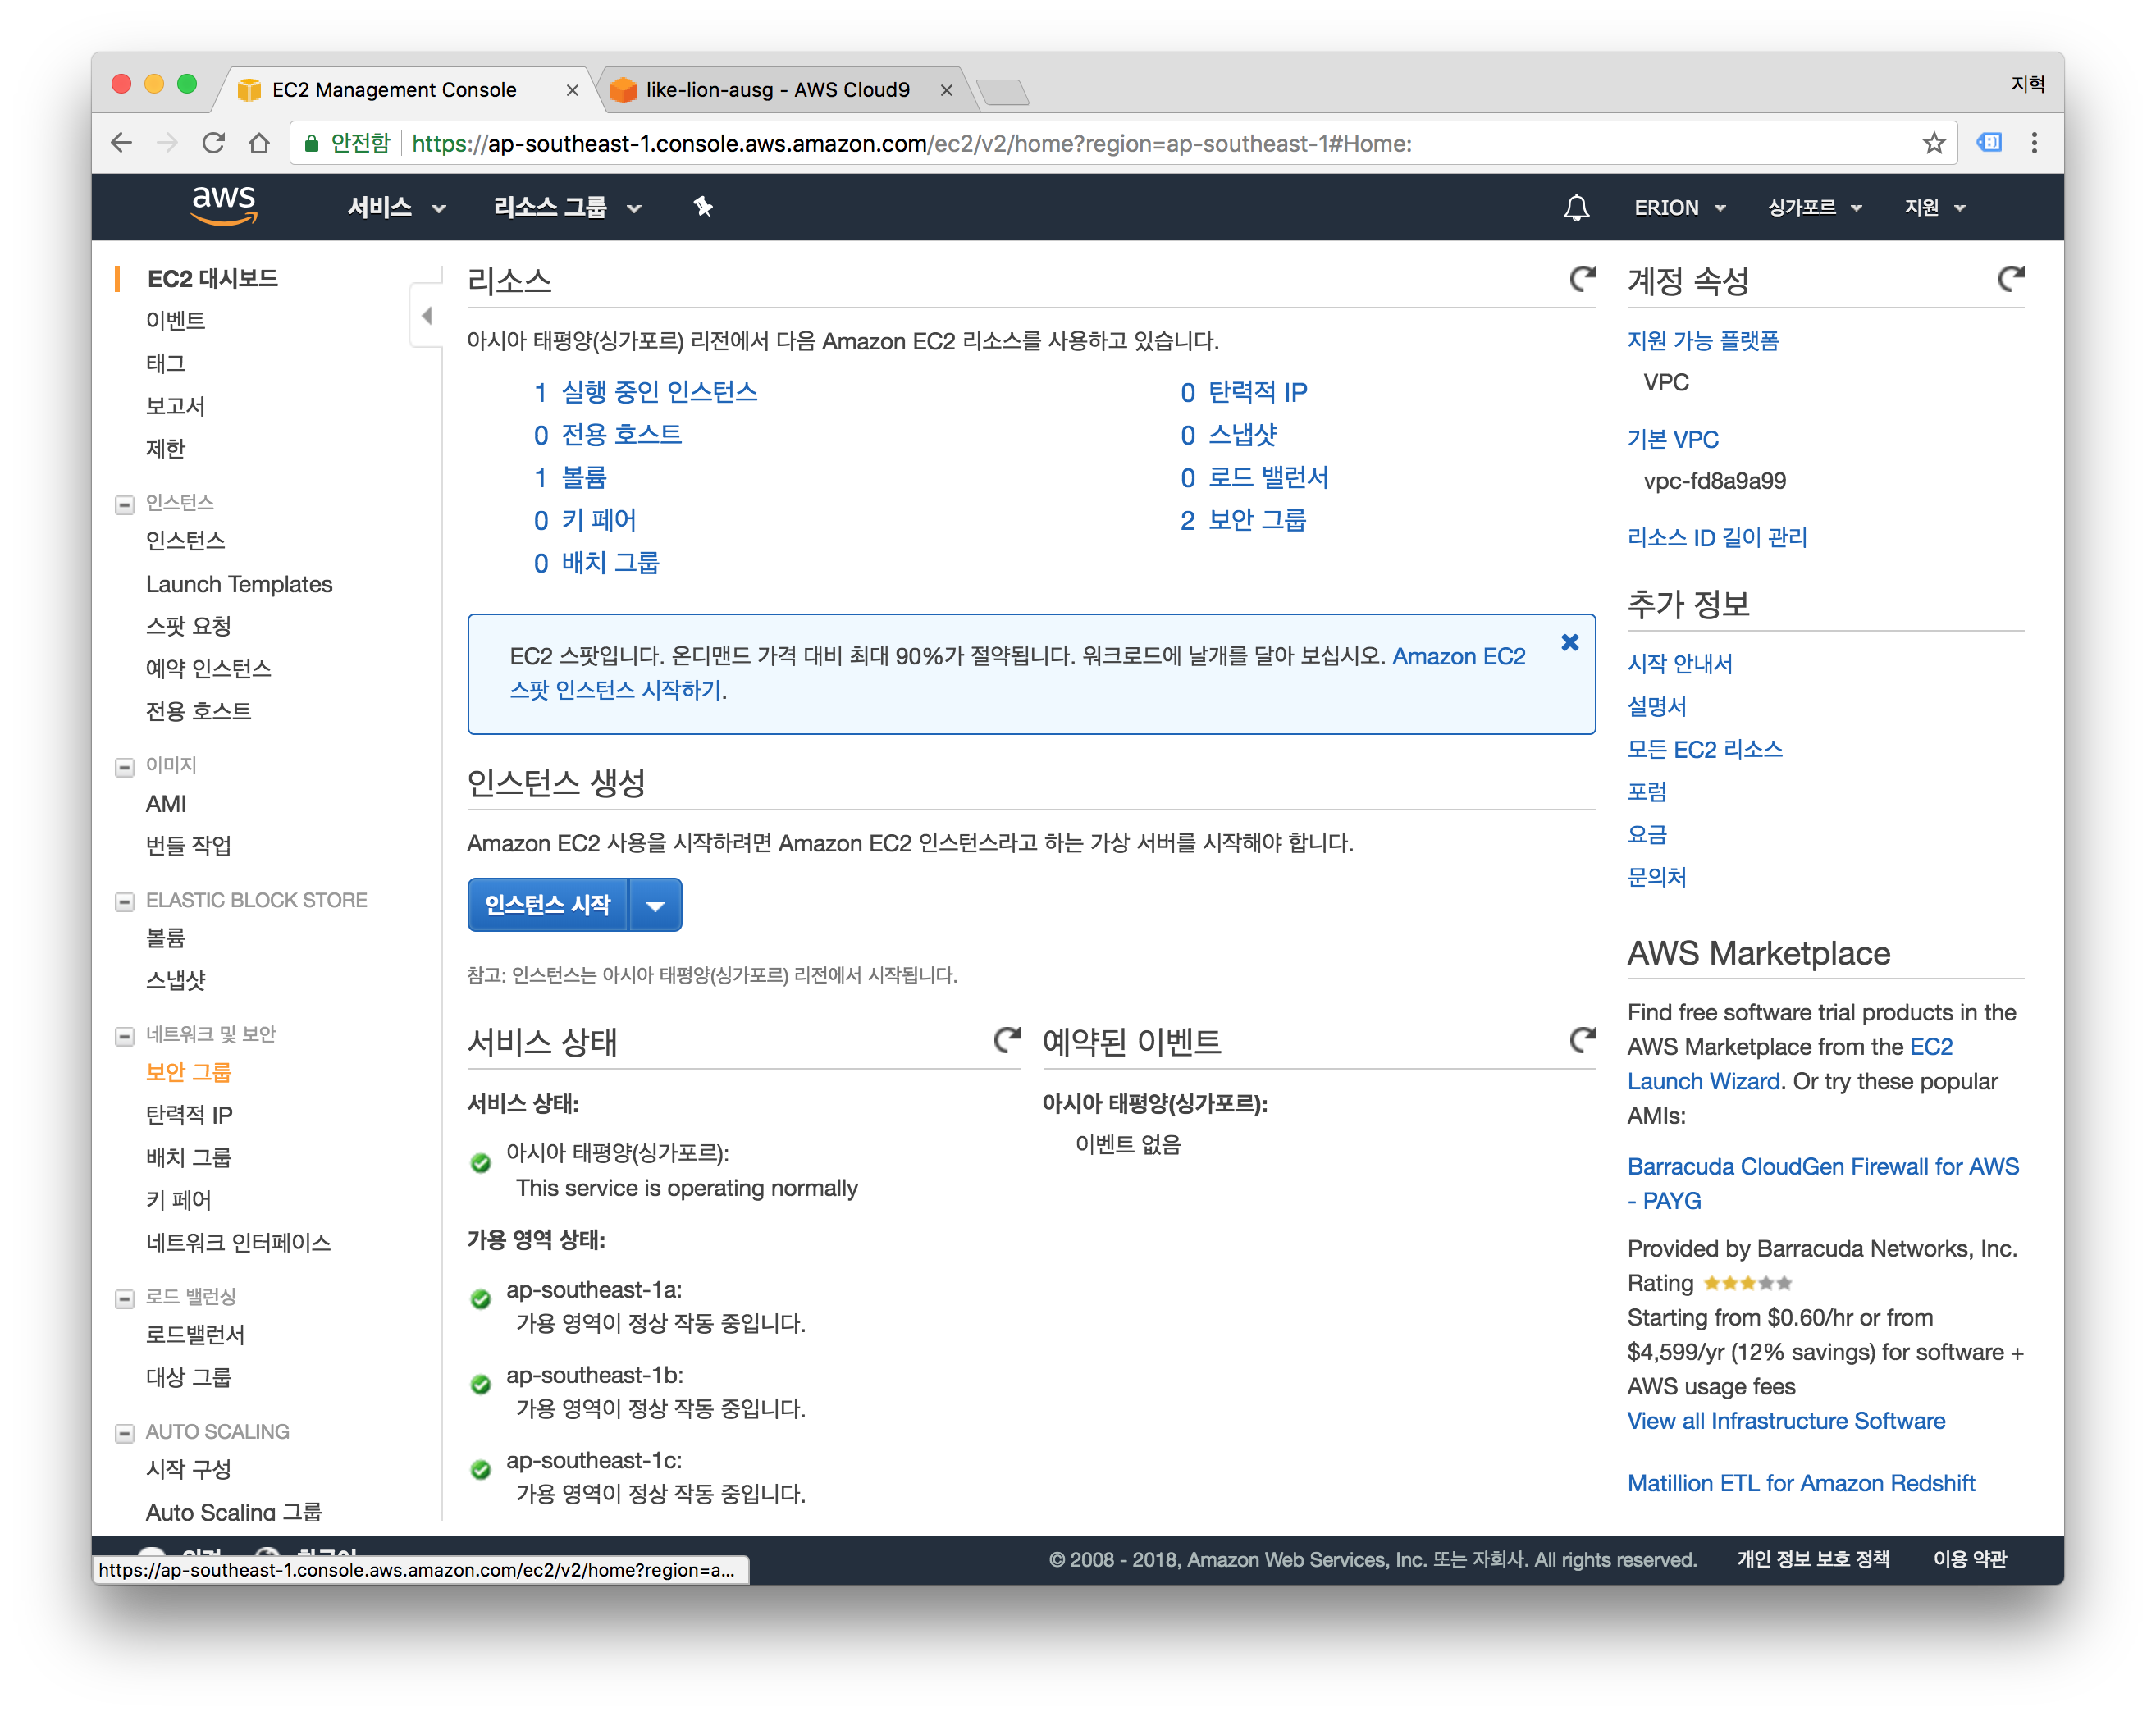 EC2 Management Console
like-lion-ausg - AWS Cloud9
지혁
안전함
https://ap-southeast-1.console.aws.amazon.com/ec2/v2/home?region=ap-southeast-1#Home:
aws
서비스
리소스 그룹
ERION
싱가포르
지원
EC2 대시보드
이벤트
태그
보고서
제한
인스턴스
인스턴스
Launch Templates
스팟 요청
예약 인스턴스
전용 호스트
이미지
AMI
번들 작업
ELASTIC BLOCK STORE
볼륨
스냅샷
네트워크 및 보안
보안 그룹
탄력적 IP
배치 그룹
키 페어
네트워크 인터페이스
로드 밸런싱
로드밸런서
대상 그룹
AUTO SCALING
시작 구성
Auto Scaling 그룹
리소스
아시아 태평양(싱가포르) 리전에서 다음 Amazon EC2 리소스를 사용하고 있습니다.
1 실행 중인 인스턴스
0 전용 호스트
1 볼륨
0 키 페어
0 배치 그룹
0 탄력적 IP
0 스냅샷
0 로드 밸런서
2 보안 그룹
EC2 스팟입니다. 온디맨드 가격 대비 최대 90%가 절약됩니다. 워크로드에 날개를 달아 보십시오. Amazon EC2
스팟 인스턴스 시작하기.
인스턴스 생성
Amazon EC2 사용을 시작하려면 Amazon EC2 인스턴스라고 하는 가상 서버를 시작해야 합니다.
인스턴스 시작
참고: 인스턴스는 아시아 태평양(싱가포르) 리전에서 시작됩니다.
서비스 상태
서비스 상태:
아시아 태평양(싱가포르):
This service is operating normally
가용 영역 상태:
ap-southeast-1a:
가용 영역이 정상 작동 중입니다.
ap-southeast-1b:
가용 영역이 정상 작동 중입니다.
ap-southeast-1c:
가용 영역이 정상 작동 중입니다.
예약된 이벤트
아시아 태평양(싱가포르):
이벤트 없음
계정 속성
지원 가능 플랫폼
VPC
기본 VPC
vpc-fd8a9a99
리소스 ID 길이 관리
추가 정보
시작 안내서
설명서
모든 EC2 리소스
포럼
요금
문의처
AWS Marketplace
Find free software trial products in the
AWS Marketplace from the EC2
Launch Wizard. Or try these popular
AMIs:
Barracuda CloudGen Firewall for AWS
- PAYG
Provided by Barracuda Networks, Inc.
Rating
Starting from $0.60/hr or from
$4,599/yr (12% savings) for software +
AWS usage fees
View all Infrastructure Software
Matillion ETL for Amazon Redshift
https://ap-southeast-1.console.aws.amazon.com/ec2/v2/home?region=a...
© 2008 - 2018, Amazon Web Services, Inc. 또는 자회사. All rights reserved.
개인 정보 보호 정책
이용 약관